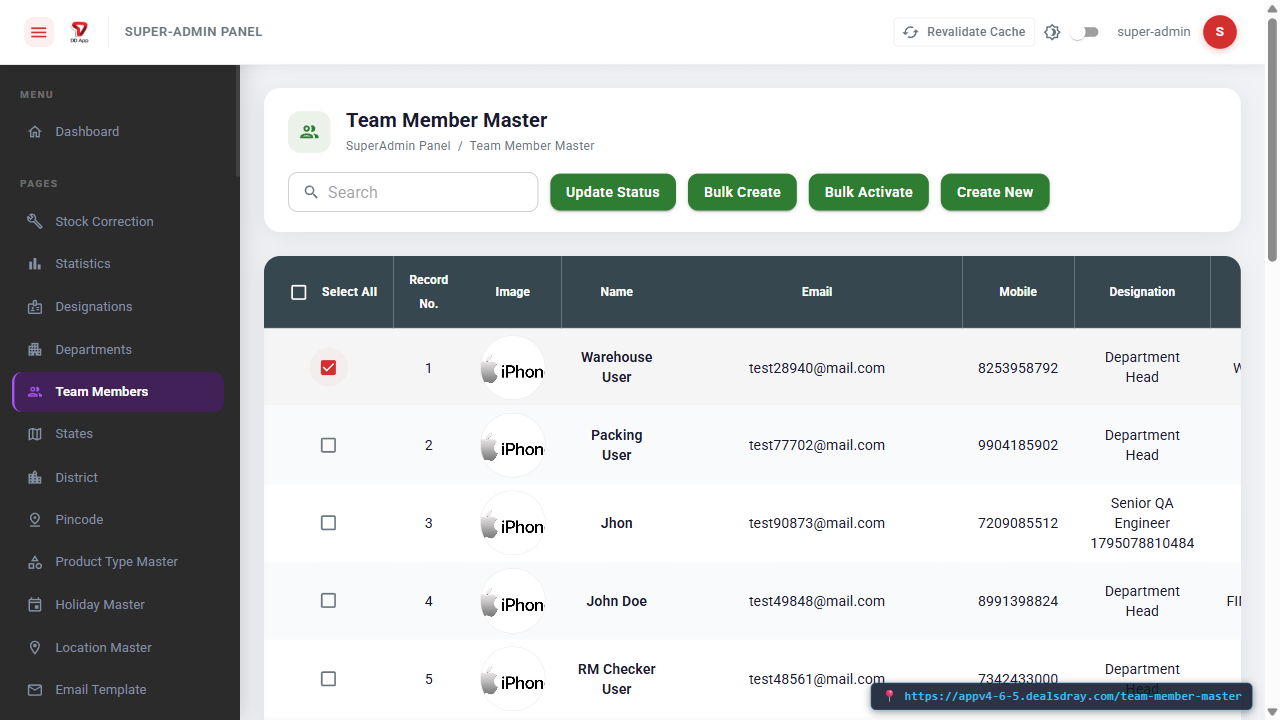 DD App
SUPER-ADMIN PANEL
Revalidate Cache
super-admin
S
MENU
Dashboard
PAGES
Stock Correction
Statistics
Designations
Departments
Team Members
States
District
Pincode
Product Type Master
Holiday Master
Location Master
Email Template
Team Member Master
SuperAdmin Panel / Team Member Master
Search
Update Status
Bulk Create
Bulk Activate
Create New
Select All
Record
No.
Image
Name
Email
Mobile
Designation
1
iPhon
Warehouse
User
test28940@mail.com
8253958792
Department
Head
W
2
iPhon
Packing
User
test77702@mail.com
9904185902
Department
Head
3
iPhon
Jhon
test90873@mail.com
7209085512
Senior QA
Engineer
1795078810484
4
iPhon
John Doe
test49848@mail.com
8991398824
Department
Head
FI
5
iPhon
RM Checker
User
test48561@mail.com
7342433000
Department
Head
https://appv4-6-5.dealsdray.com/team-member-master